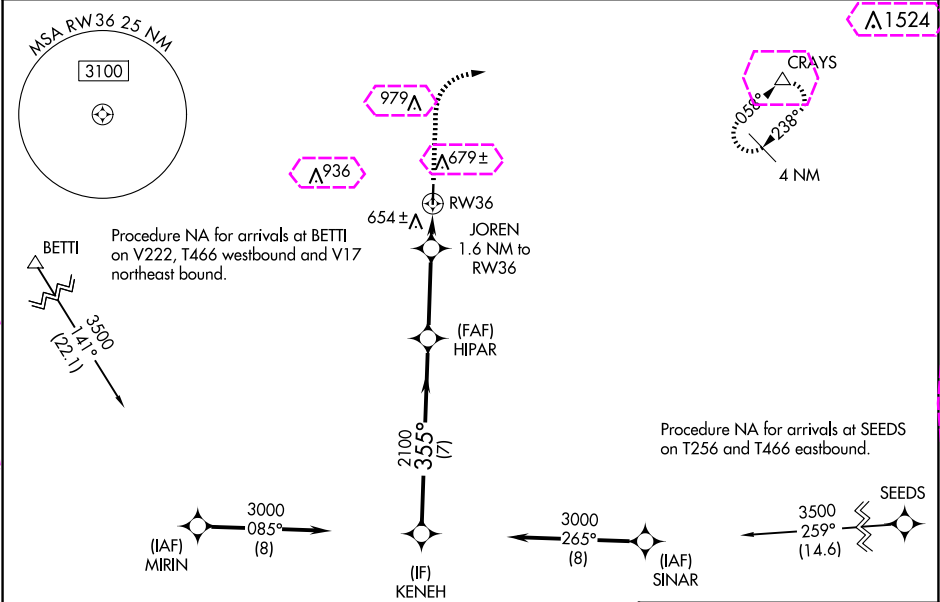 MSA RW36 25 NM
3100
1524
CRAYS
058°
238°
4 NM
979
679±
936
RW36
654±
JOREN
1.6 NM to
RW36
BETTI
Procedure NA for arrivals at BETTI
on V222, T466 westbound and V17
northeast bound.
3500
141°
(22.1)
(FAF)
HIPAR
2100
355°
(7)
Procedure NA for arrivals at SEEDS
on T256 and T466 eastbound.
SEEDS
3500
259°
(14.6)
3000
085°
(8)
(IAF)
MIRIN
3000
265°
(8)
(IAF)
SINAR
(IF)
KENEH